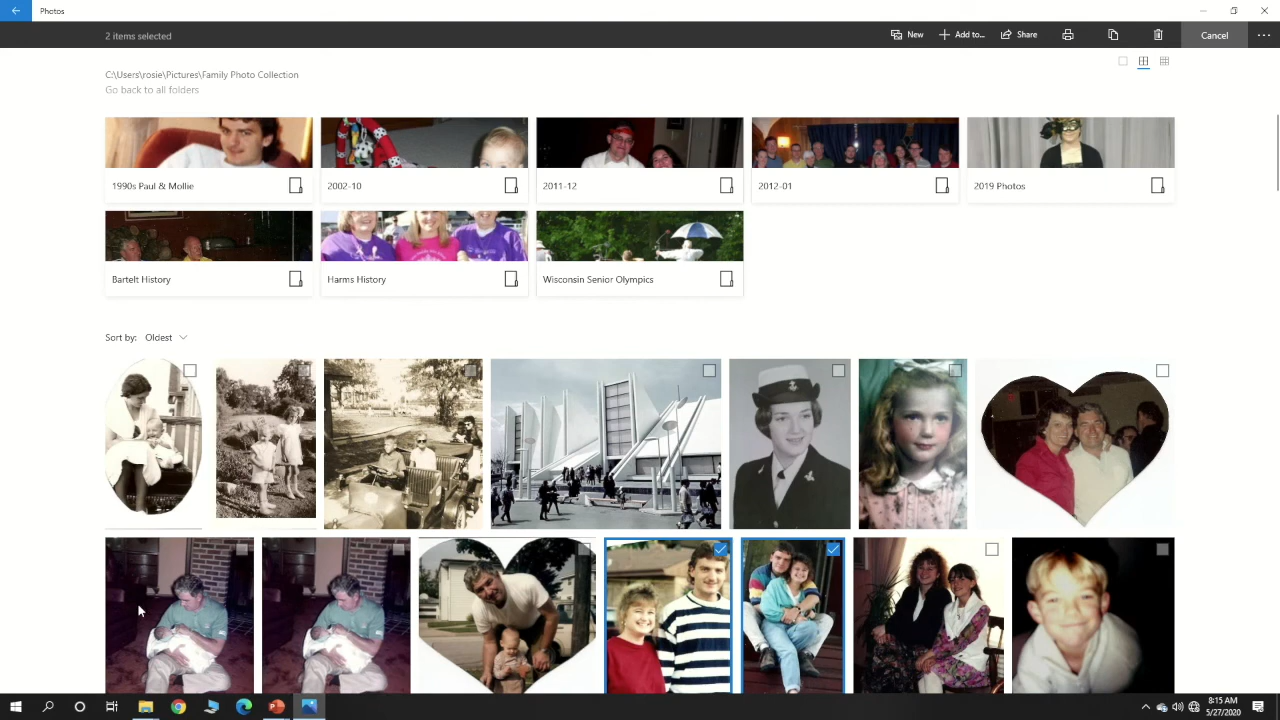 Photos
2 items selected
New
Add to...
Share
Cancel
C:\Users\rosie\Pictures\Family Photo Collection
Go back to all folders
1990s Paul & Mollie
2002-10
2011-12
2012-01
2019 Photos
Bartelt History
Harms History
Wisconsin Senior Olympics
Sort by: Oldest
8:15 AM
5/27/2020